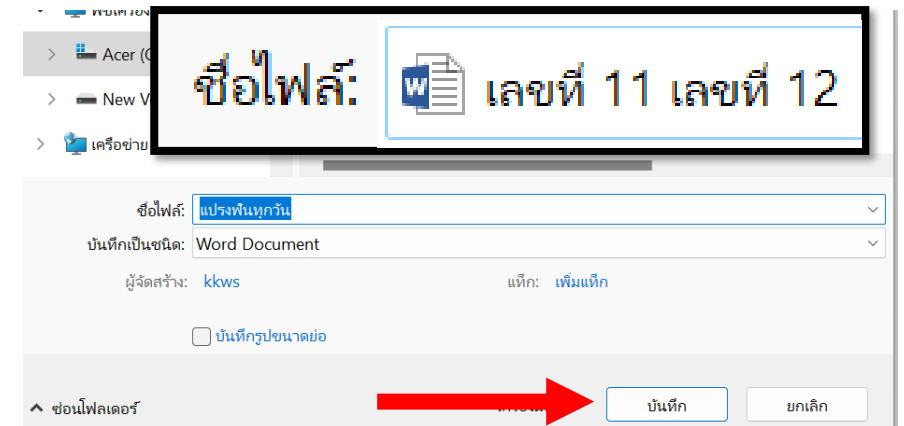 Acer (
ชื่อไฟล์: เลขที่ 11 เลขที่ 12
New V
เครือข่าย
ชื่อไฟล์: แปรงฟันทุกวัน
บันทึกเป็นชนิด: Word Document
ผู้จัดสร้าง: kkws แท็ก: เพิ่มแท็ก
บันทึกรูปขนาดย่อ
ซ่อนโฟลเดอร์ บันทึก ยกเลิก